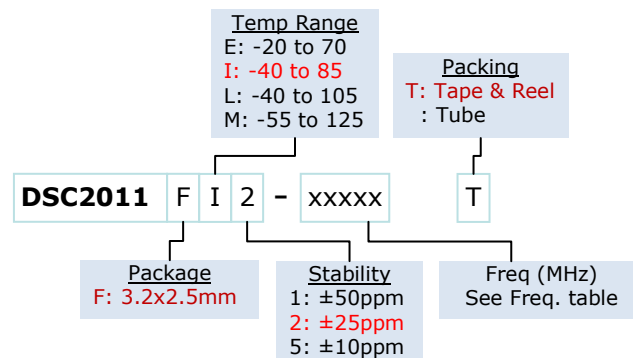 Temp Range
E: -20 to 70
I: -40 to 85
L: -40 to 105
M: -55 to 125
Packing
T: Tape & Reel
: Tube
DSC2011 F I 2 - xxxxx T
Package
F: 3.2x2.5mm
Stability
1: ±50ppm
2: ±25ppm
5: ±10ppm
Freq (MHz)
See Freq. table